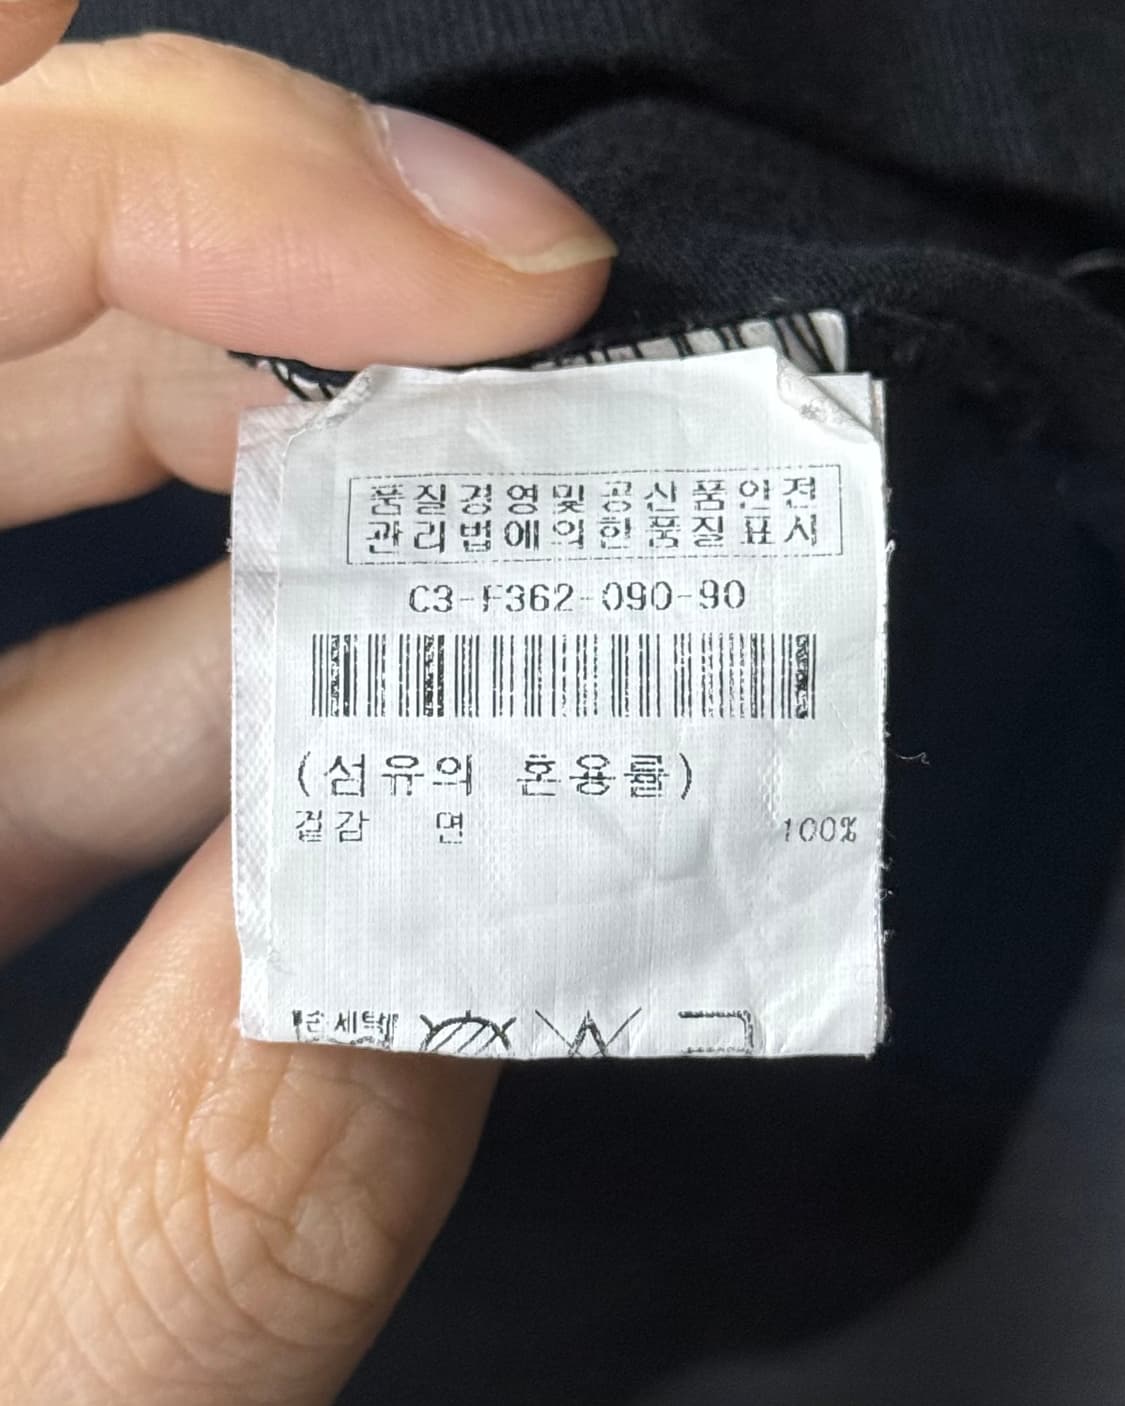 품질경영및공산품안전
관리법에의한품질표시
C3-F362-090-90
(섬유의 혼용률)
겉감 면 100%
손세탁